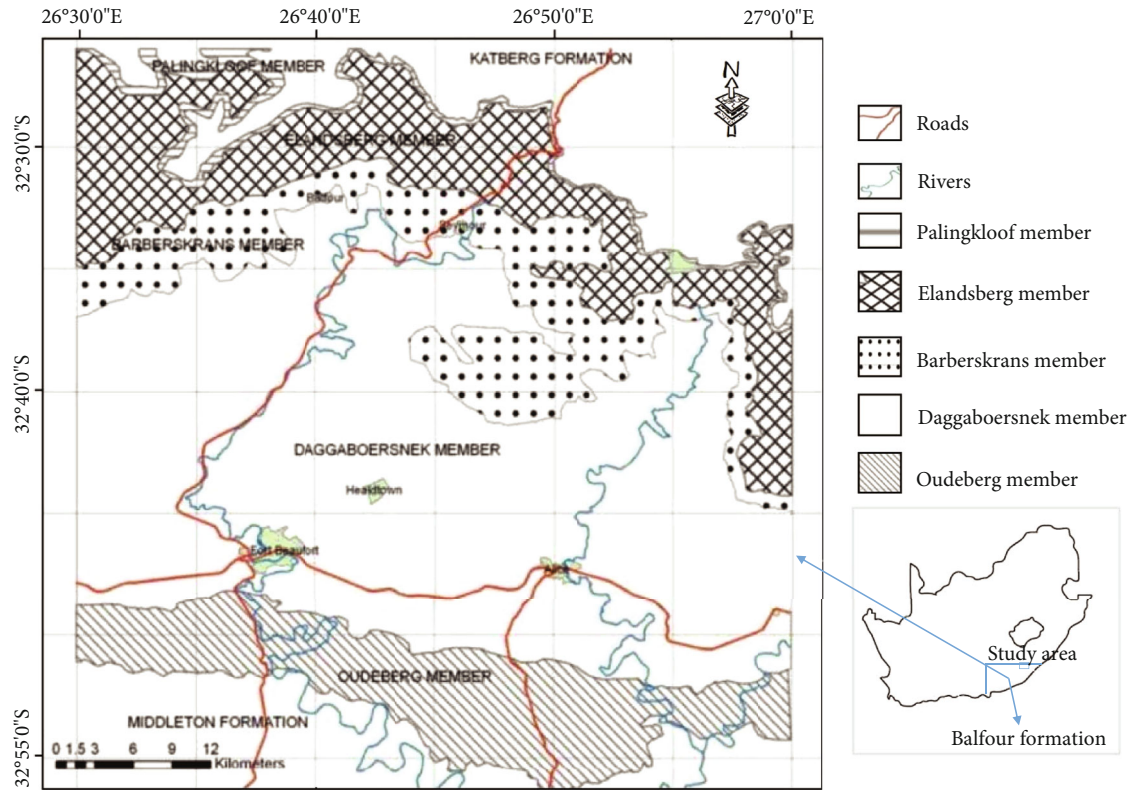 26°30'0"E 26°40'0"E 26°50'0"E 27°0'0"E
32°30'0"S
32°40'0"S
32°55'0"S
PALINGKLOOF MEMBER
KATBERG FORMATION
N
ELANDSBERG MEMBER
Balfour
Seymour
BARBERSKRANS MEMBER
DAGGABOERSNEK MEMBER
Healdtown
Fort Beaufort
Alice
OUDEBERG MEMBER
MIDDLETON FORMATION
0 1.5 3 6 9 12
Kilometers
Roads
Rivers
Palingkloof member
Elandsberg member
Barberskrans member
Daggaboersnek member
Oudeberg member
Study area
Balfour formation